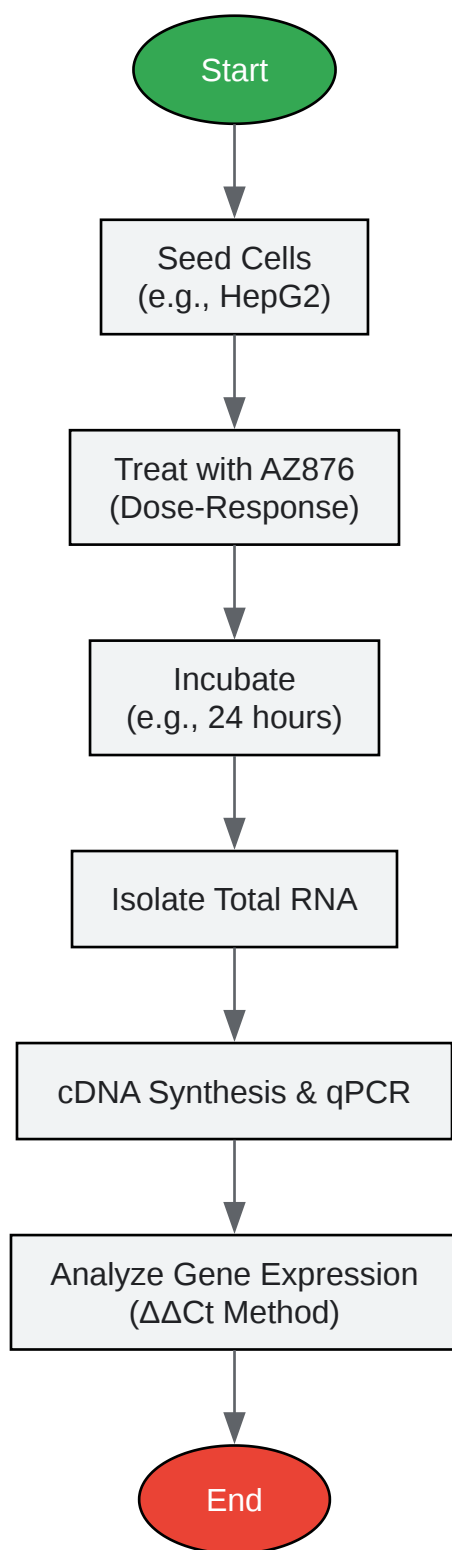 Start
Seed Cells
(e.g., HepG2)
Treat with AZ876
(Dose-Response)
Incubate
(e.g., 24 hours)
Isolate Total RNA
cDNA Synthesis & qPCR
Analyze Gene Expression
(ΔΔCt Method)
End